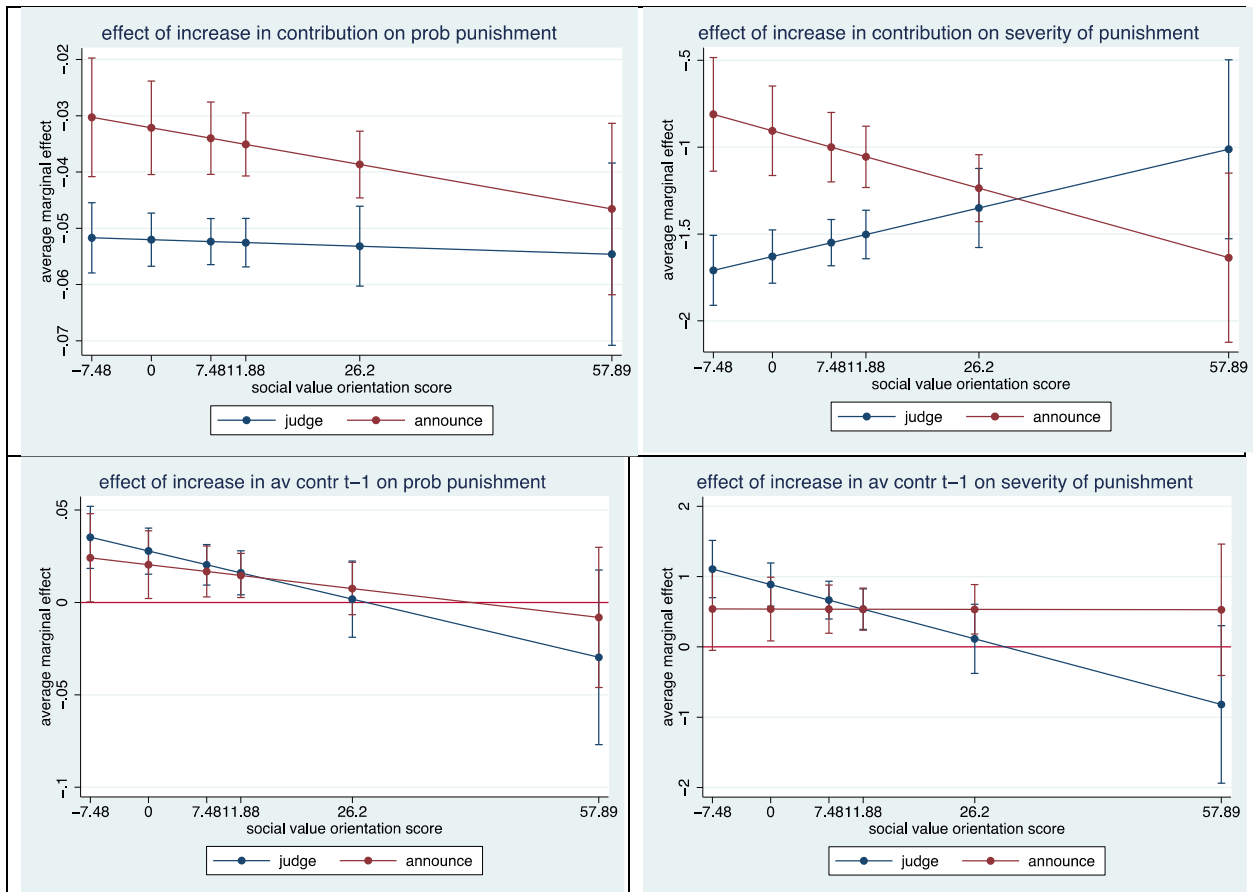 effect of increase in contribution on prob punishment
average marginal effect
-.02
-.03
-.04
-.05
-.06
-.07
-7.48 0 7.4811.88 26.2 57.89
social value orientation score
judge announce
effect of increase in contribution on severity of punishment
average marginal effect
-.5
-1
-1.5
-2
-7.48 0 7.4811.88 26.2 57.89
social value orientation score
judge announce
effect of increase in av contr t-1 on prob punishment
average marginal effect
.05
0
-.05
-.1
-7.48 0 7.4811.88 26.2 57.89
social value orientation score
judge announce
effect of increase in av contr t-1 on severity of punishment
average marginal effect
2
1
0
-1
-2
-7.48 0 7.4811.88 26.2 57.89
social value orientation score
judge announce